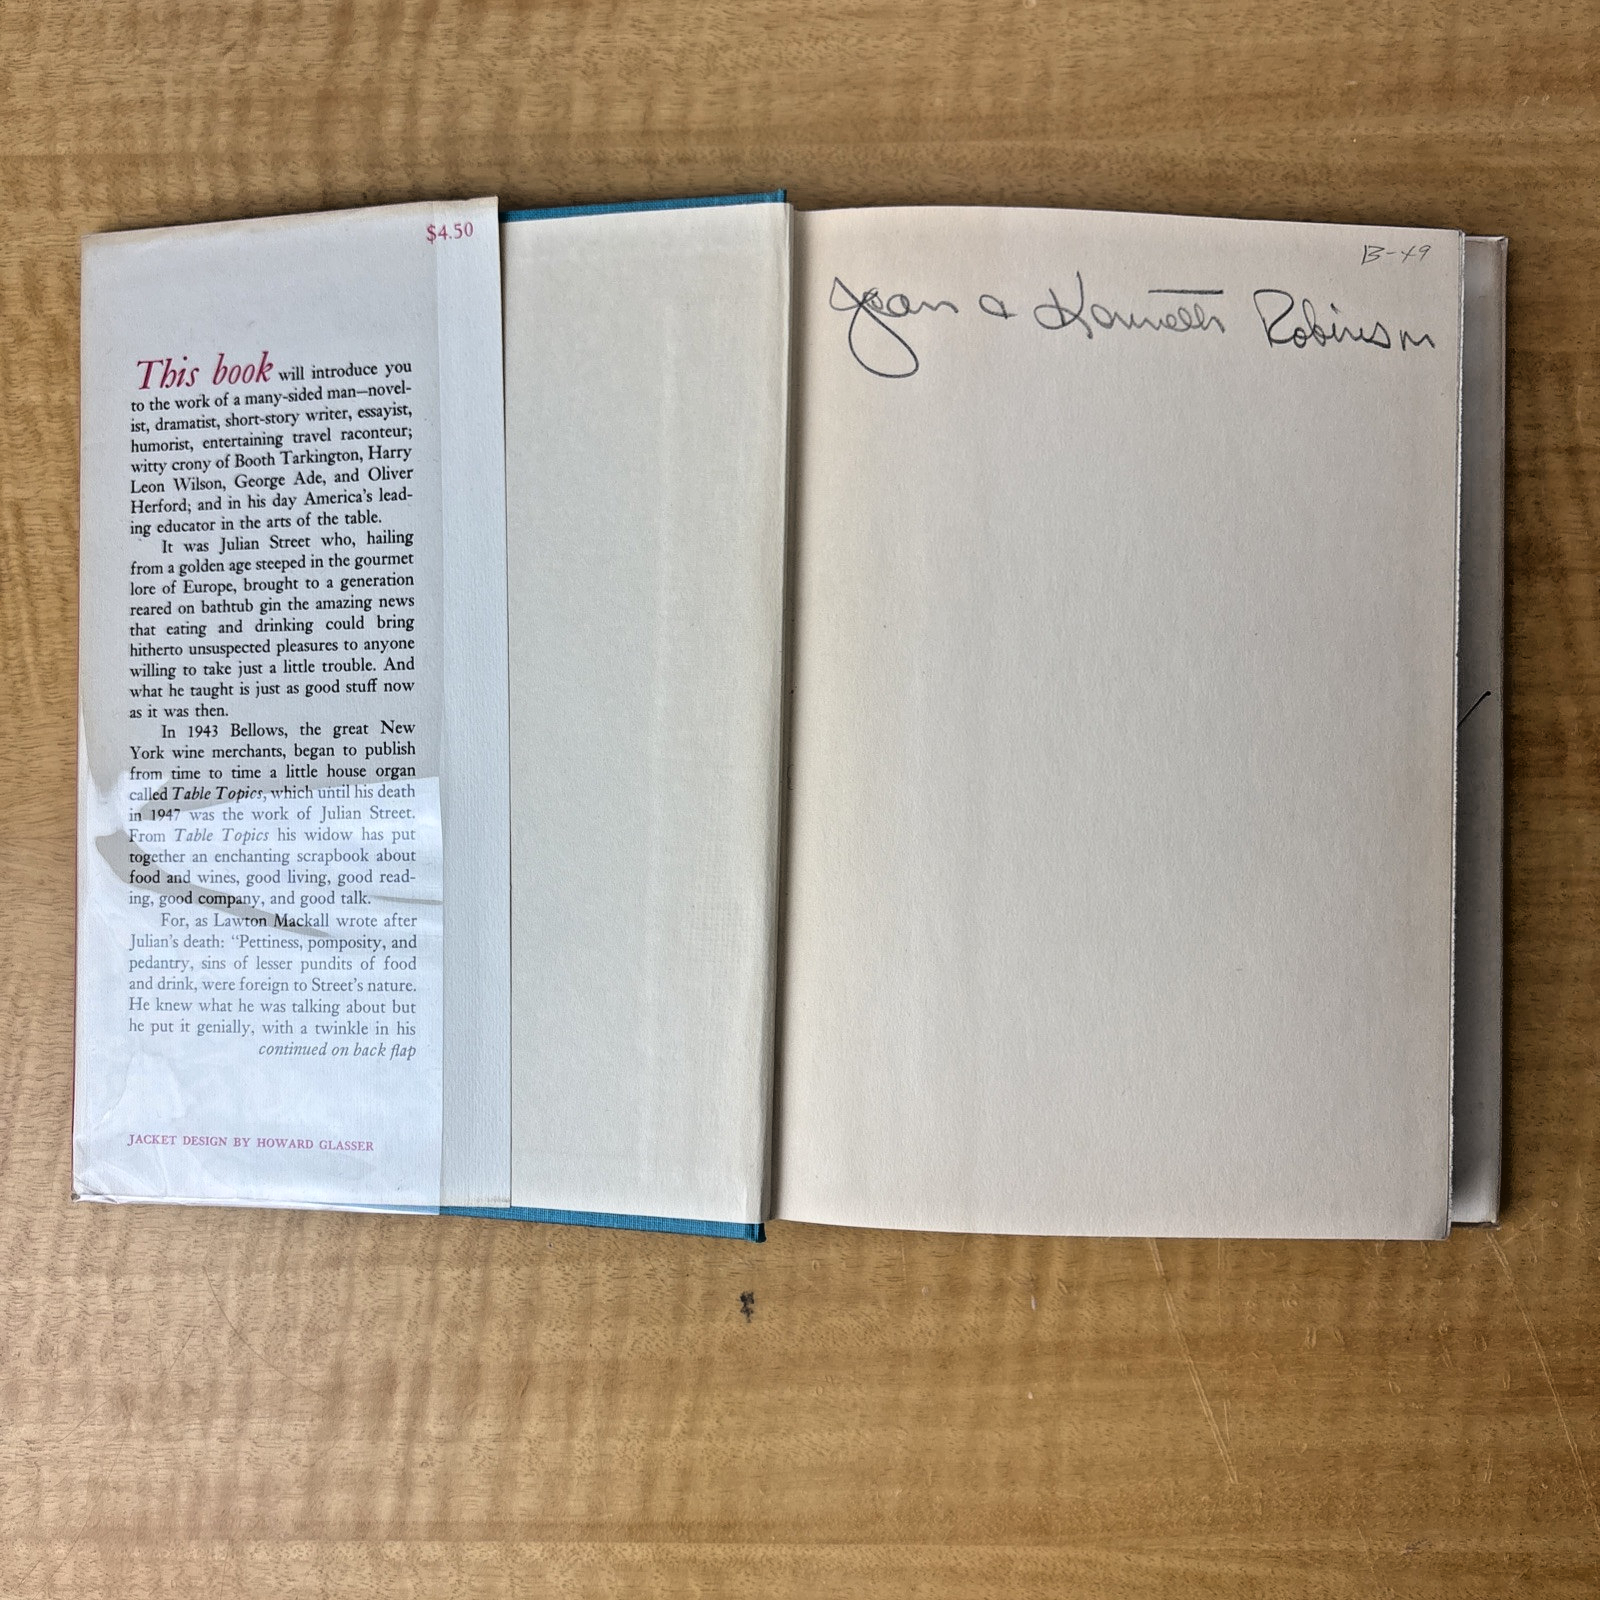 $4.50
This book will introduce you
to the work of a many-sided man—novel-
ist, dramatist, short-story writer, essayist,
humorist, entertaining travel raconteur;
witty crony of Booth Tarkington, Harry
Leon Wilson, George Ade, and Oliver
Herford; and in his day America's lead-
ing educator in the arts of the table.
It was Julian Street who, hailing
from a golden age steeped in the gourmet
lore of Europe, brought to a generation
reared on bathtub gin the amazing news
that eating and drinking could bring
hitherto unsuspected pleasures to anyone
willing to take just a little trouble. And
what he taught is just as good stuff now
as it was then.
In 1943 Bellows, the great New
York wine merchants, began to publish
from time to time a little house organ
called Table Topics, which until his death
in 1947 was the work of Julian Street.
From Table Topics his widow has put
together an enchanting scrapbook about
food and wines, good living, good read-
ing, good company, and good talk.
For, as Lawton Mackall wrote after
Julian's death: “Pettiness, pomposity, and
pedantry, sins of lesser pundits of food
and drink, were foreign to Street's nature.
He knew what he was talking about but
he put it genially, with a twinkle in his
continued on back flap
JACKET DESIGN BY HOWARD GLASSER
B-49
Jean & Kenneth Robinson